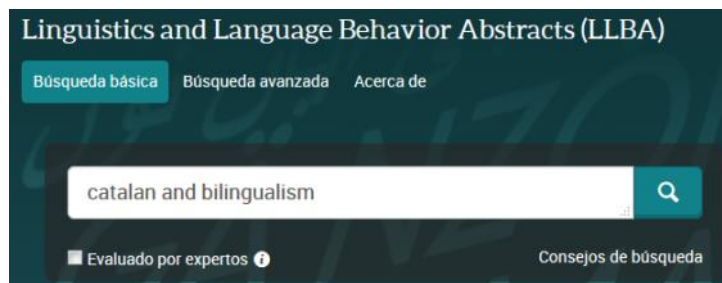 Linguistics and Language Behavior Abstracts (LLBA)
Búsqueda básica Búsqueda avanzada Acerca de
catalan and bilingualism
Evaluado por expertos Consejos de búsqueda